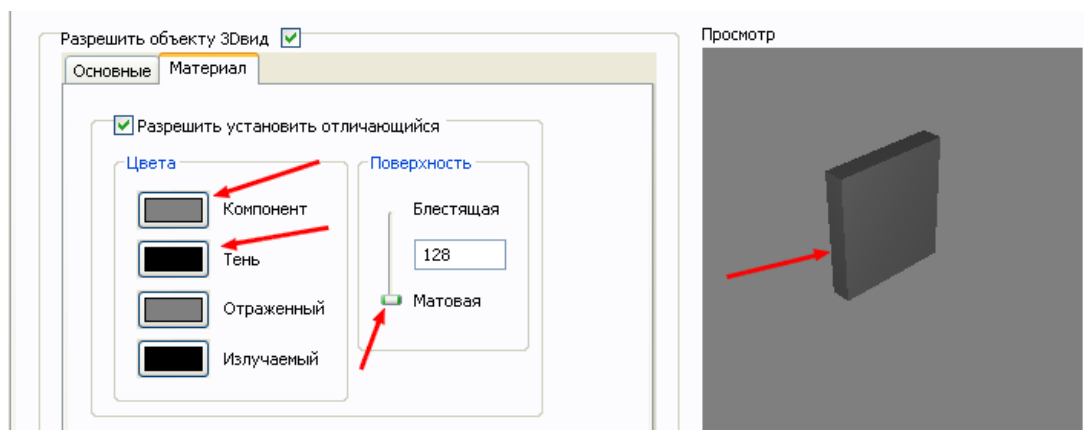 Разрешить объекту 3Dвид
Просмотр
Основные Материал
Разрешить установить отличающийся
Цвета Поверхность
Компонент Блестящая
Тень 128
Отраженный Матовая
Излучаемый